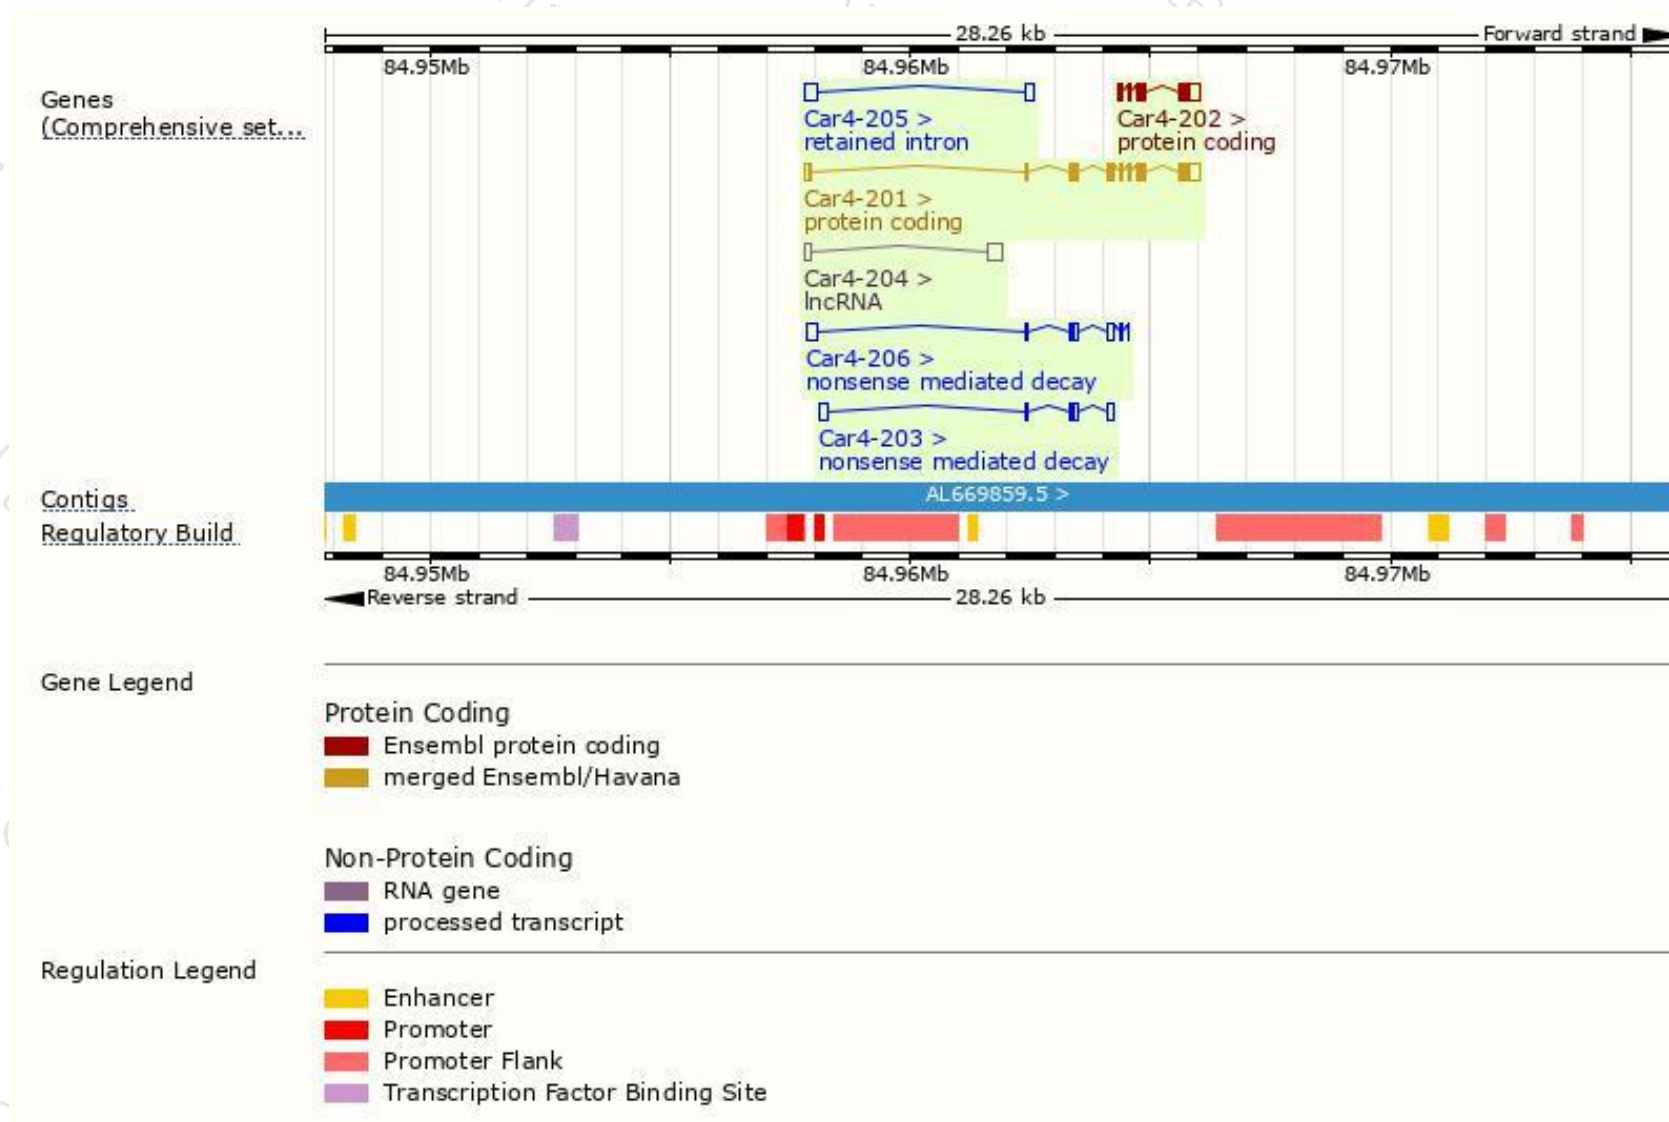 28.26 kb
Forward strand
84.95Mb 84.96Mb 84.97Mb
Genes
(Comprehensive set...
Car4-205 >
retained intron
Car4-202 >
protein coding
Car4-201 >
protein coding
Car4-204 >
lncRNA
Car4-206 >
nonsense mediated decay
Car4-203 >
nonsense mediated decay
Contigs
AL669859.5 >
Regulatory Build
84.95Mb 84.96Mb 84.97Mb
Reverse strand
28.26 kb
Gene Legend
Protein Coding
Ensembl protein coding
merged Ensembl/Havana
Non-Protein Coding
RNA gene
processed transcript
Regulation Legend
Enhancer
Promoter
Promoter Flank
Transcription Factor Binding Site